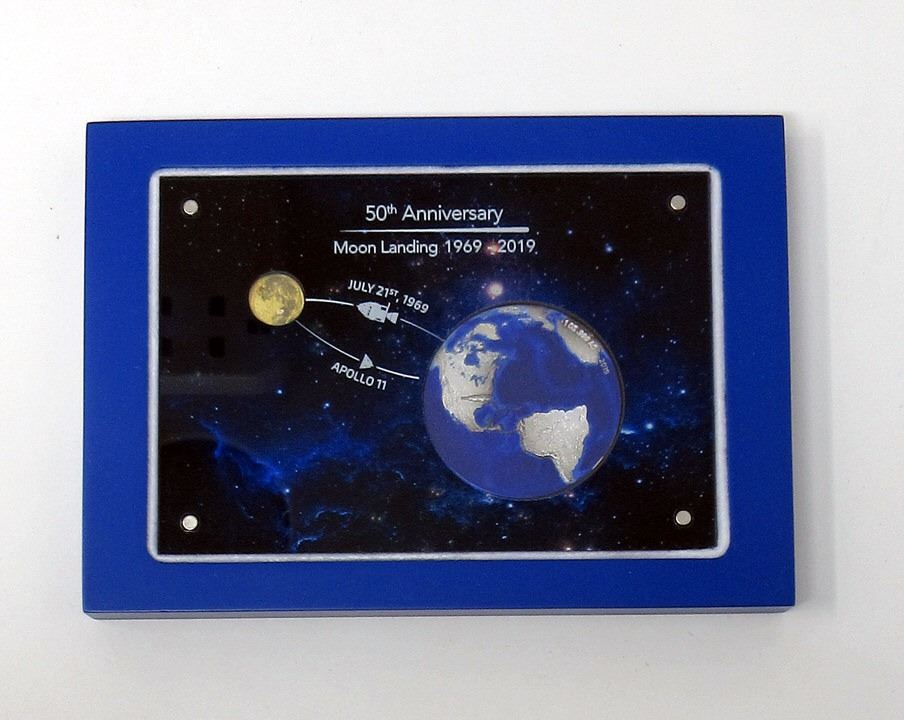 50th Anniversary
Moon Landing 1969 - 2019
JULY 21ST, 1969
APOLLO 11